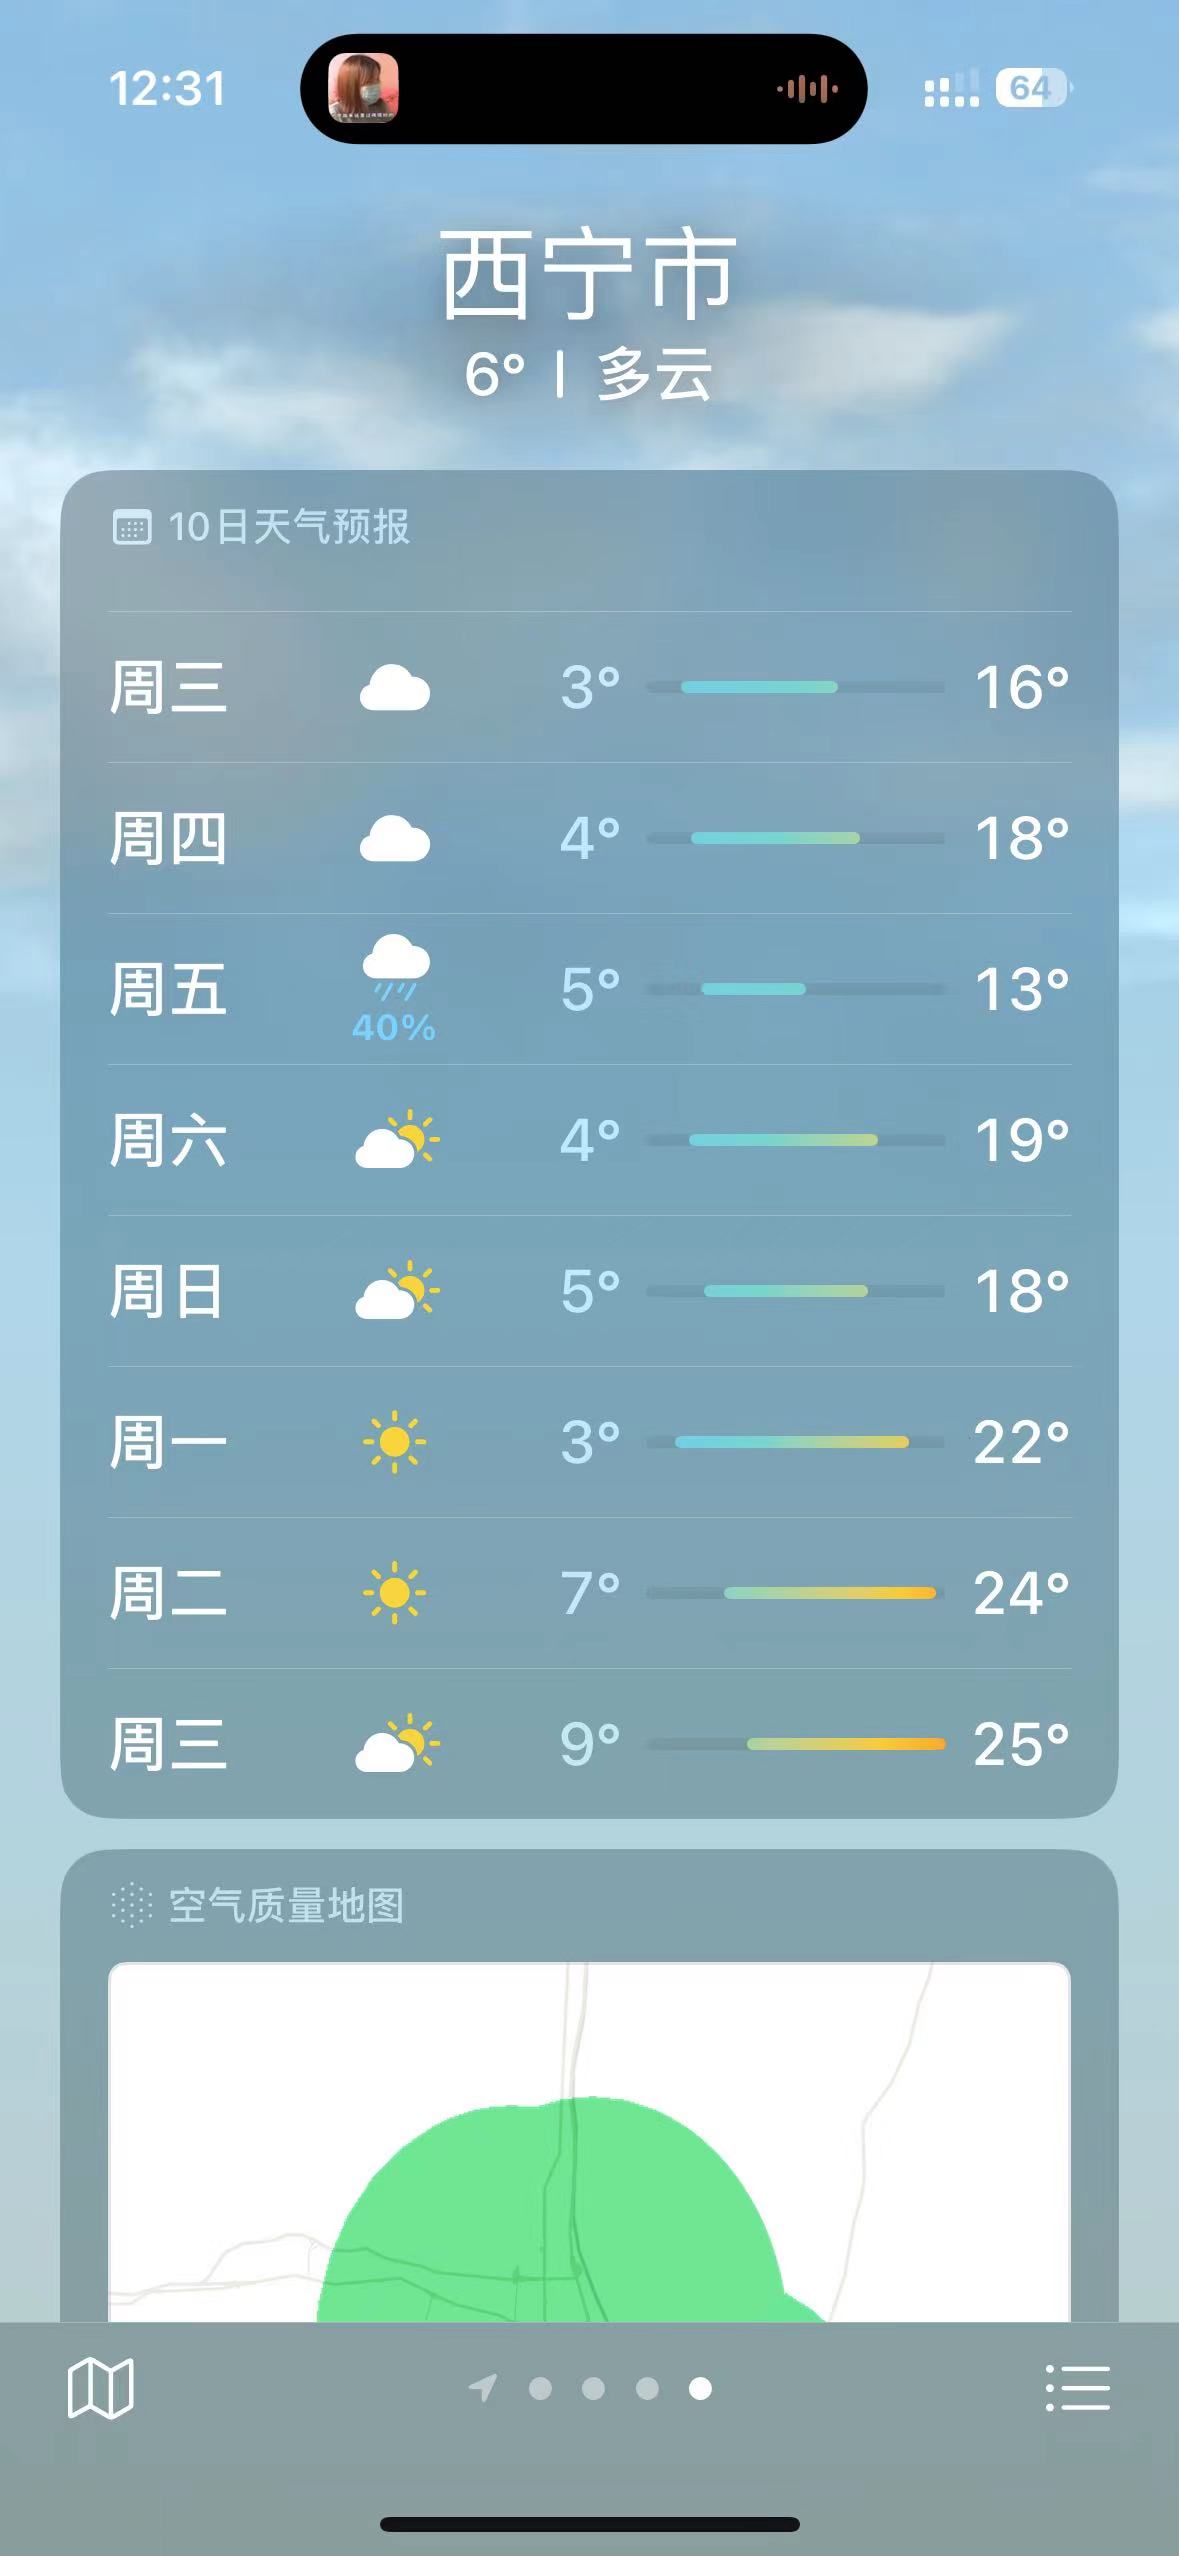 12:31
64
西宁市
6° | 多云
10日天气预报
周三 3° 16°
周四 4° 18°
周五 40% 5° 13°
周六 4° 19°
周日 5° 18°
周一 3° 22°
周二 7° 24°
周三 9° 25°
空气质量地图